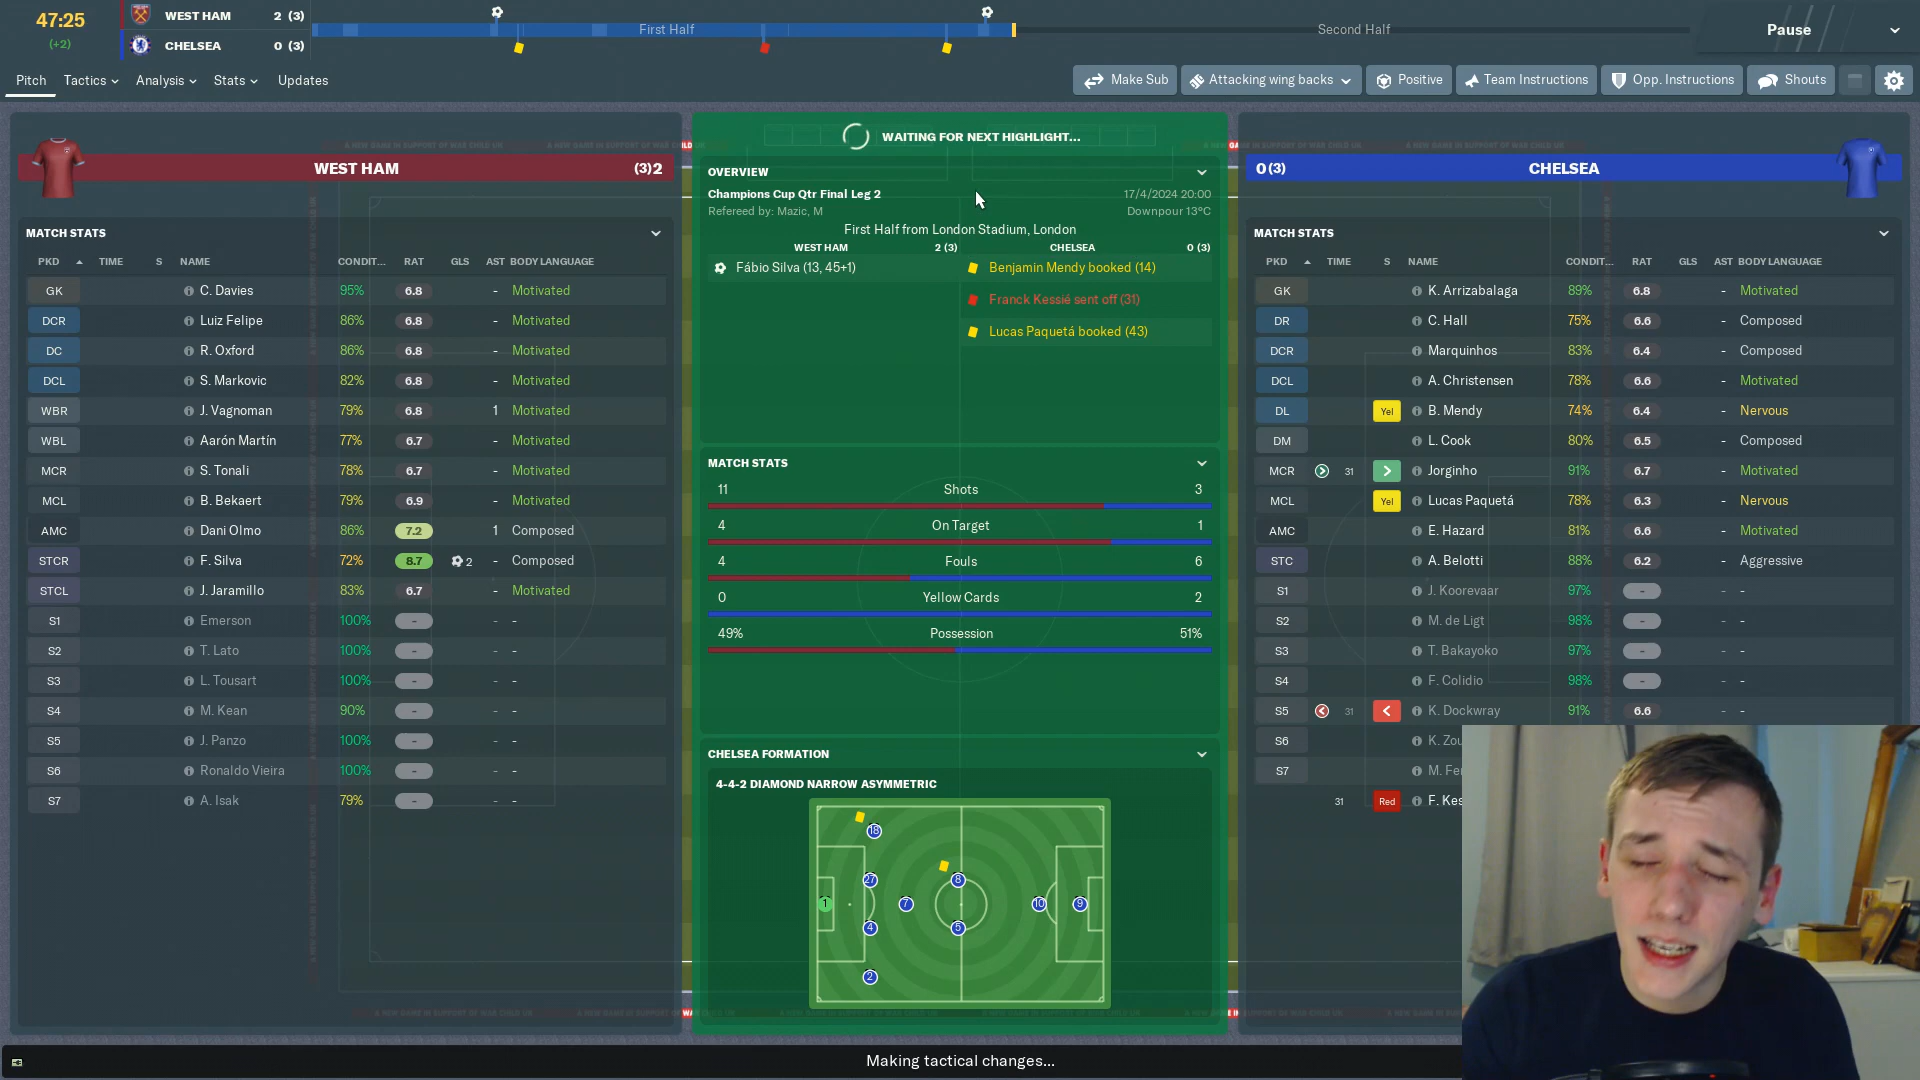 47:25
(+2)
WEST HAM 2 (3)
CHELSEA 0 (3)
First Half
Second Half
Pause
Pitch Tactics Analysis Stats Updates
Make Sub Attacking wing backs Positive Team Instructions Opp. Instructions Shouts
WEST HAM (3)2
MATCH STATS
PKD TIME S NAME CONDIT... RAT GLS AST BODY LANGUAGE
GK C. Davies 95% 6.8 - Motivated
DCR Luiz Felipe 86% 6.8 - Motivated
DC R. Oxford 86% 6.8 - Motivated
DCL S. Markovic 82% 6.8 - Motivated
WBR J. Vagnoman 79% 6.8 1 Motivated
WBL Aarón Martín 77% 6.7 - Motivated
MCR S. Tonali 78% 6.7 - Motivated
MCL B. Bekaert 79% 6.9 - Motivated
AMC Dani Olmo 86% 7.2 1 Composed
STCR F. Silva 72% 8.7 2 - Composed
STCL J. Jaramillo 83% 6.7 - Motivated
S1 Emerson 100% - - -
S2 T. Lato 100% - - -
S3 L. Tousart 100% - - -
S4 M. Kean 90% - - -
S5 J. Panzo 100% - - -
S6 Ronaldo Vieira 100% - - -
S7 A. Isak 79% - - -
WAITING FOR NEXT HIGHLIGHT...
OVERVIEW
Champions Cup Qtr Final Leg 2 17/4/2024 20:00
Refereed by: Mazic, M Downpour 13°C
First Half from London Stadium, London
WEST HAM 2 (3) CHELSEA 0 (3)
Fábio Silva (13, 45+1) Benjamin Mendy booked (14)
Franck Kessié sent off (31)
Lucas Paquetá booked (43)
MATCH STATS
11 Shots 3
4 On Target 1
4 Fouls 6
0 Yellow Cards 2
49% Possession 51%
CHELSEA FORMATION
4-4-2 DIAMOND NARROW ASYMMETRIC
18
27 8
1 7 10 9
4 5
2
0(3) CHELSEA
MATCH STATS
PKD TIME S NAME CONDIT... RAT GLS AST BODY LANGUAGE
GK K. Arrizabalaga 89% 6.8 - Motivated
DR C. Hall 75% 6.6 - Composed
DCR Marquinhos 83% 6.4 - Composed
DCL A. Christensen 78% 6.6 - Motivated
DL Yel B. Mendy 74% 6.4 - Nervous
DM L. Cook 80% 6.5 - Composed
MCR 31 Jorginho 91% 6.7 - Motivated
MCL Yel Lucas Paquetá 78% 6.3 - Nervous
AMC E. Hazard 81% 6.6 - Motivated
STC A. Belotti 88% 6.2 - Aggressive
S1 J. Koorevaar 97% - - -
S2 M. de Ligt 98% - - -
S3 T. Bakayoko 97% - - -
S4 F. Colidio 98% - - -
S5 31 K. Dockwray 91% 6.6 - -
S6 K. Zou
S7 M. Fer
31 Red F. Kes
Making tactical changes...